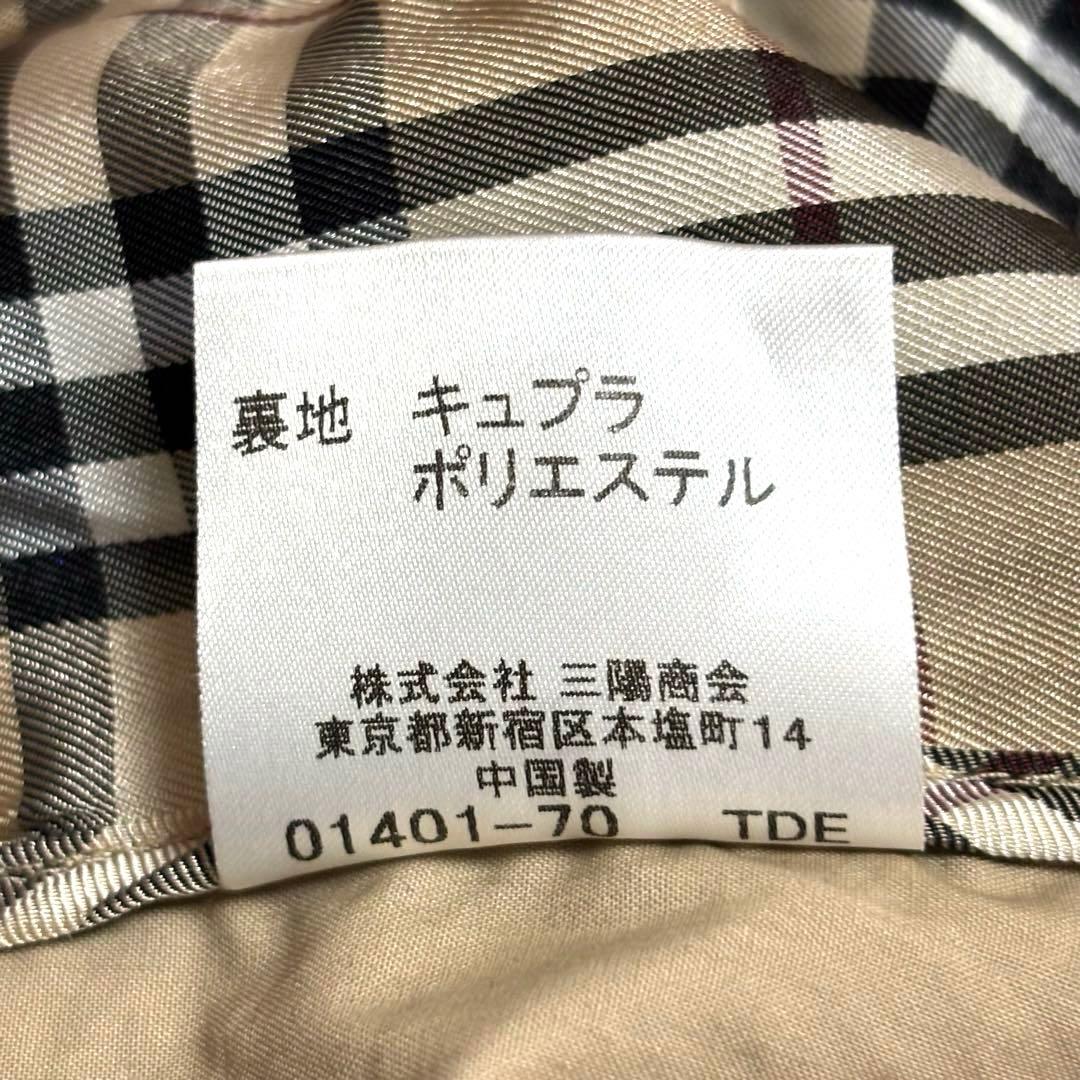 裏地 キュプラ
ポリエステル
株式会社 三陽商会
東京都新宿区本塩町14
中国製
01401-70 TDE